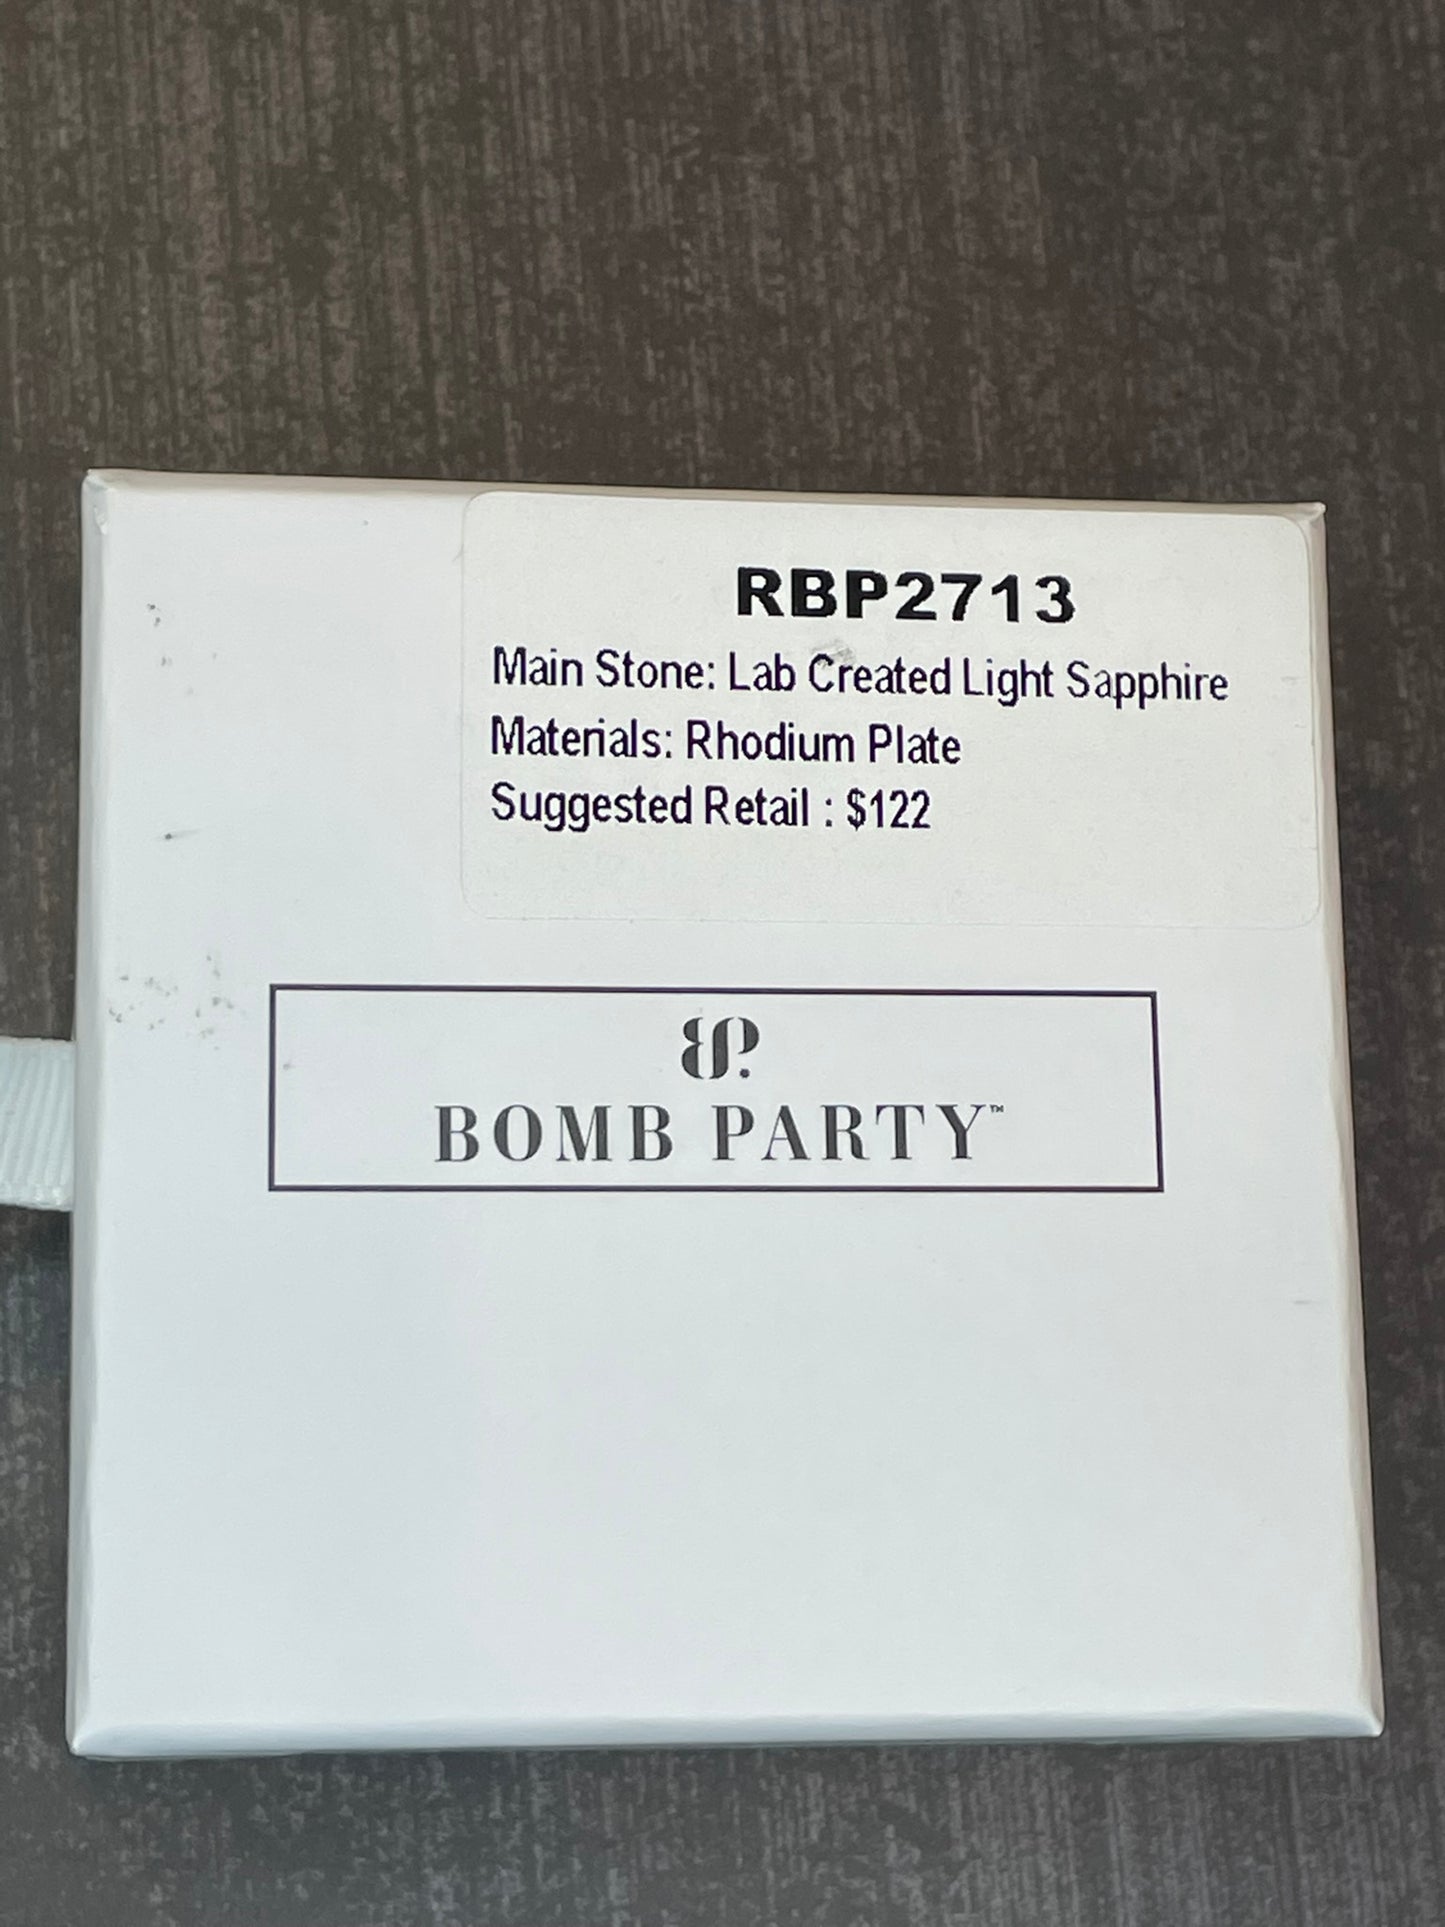 RBP2713
Main Stone: Lab Created Light Sapphire
Materials: Rhodium Plate
Suggested Retail : $122
BP.
BOMB PARTY™